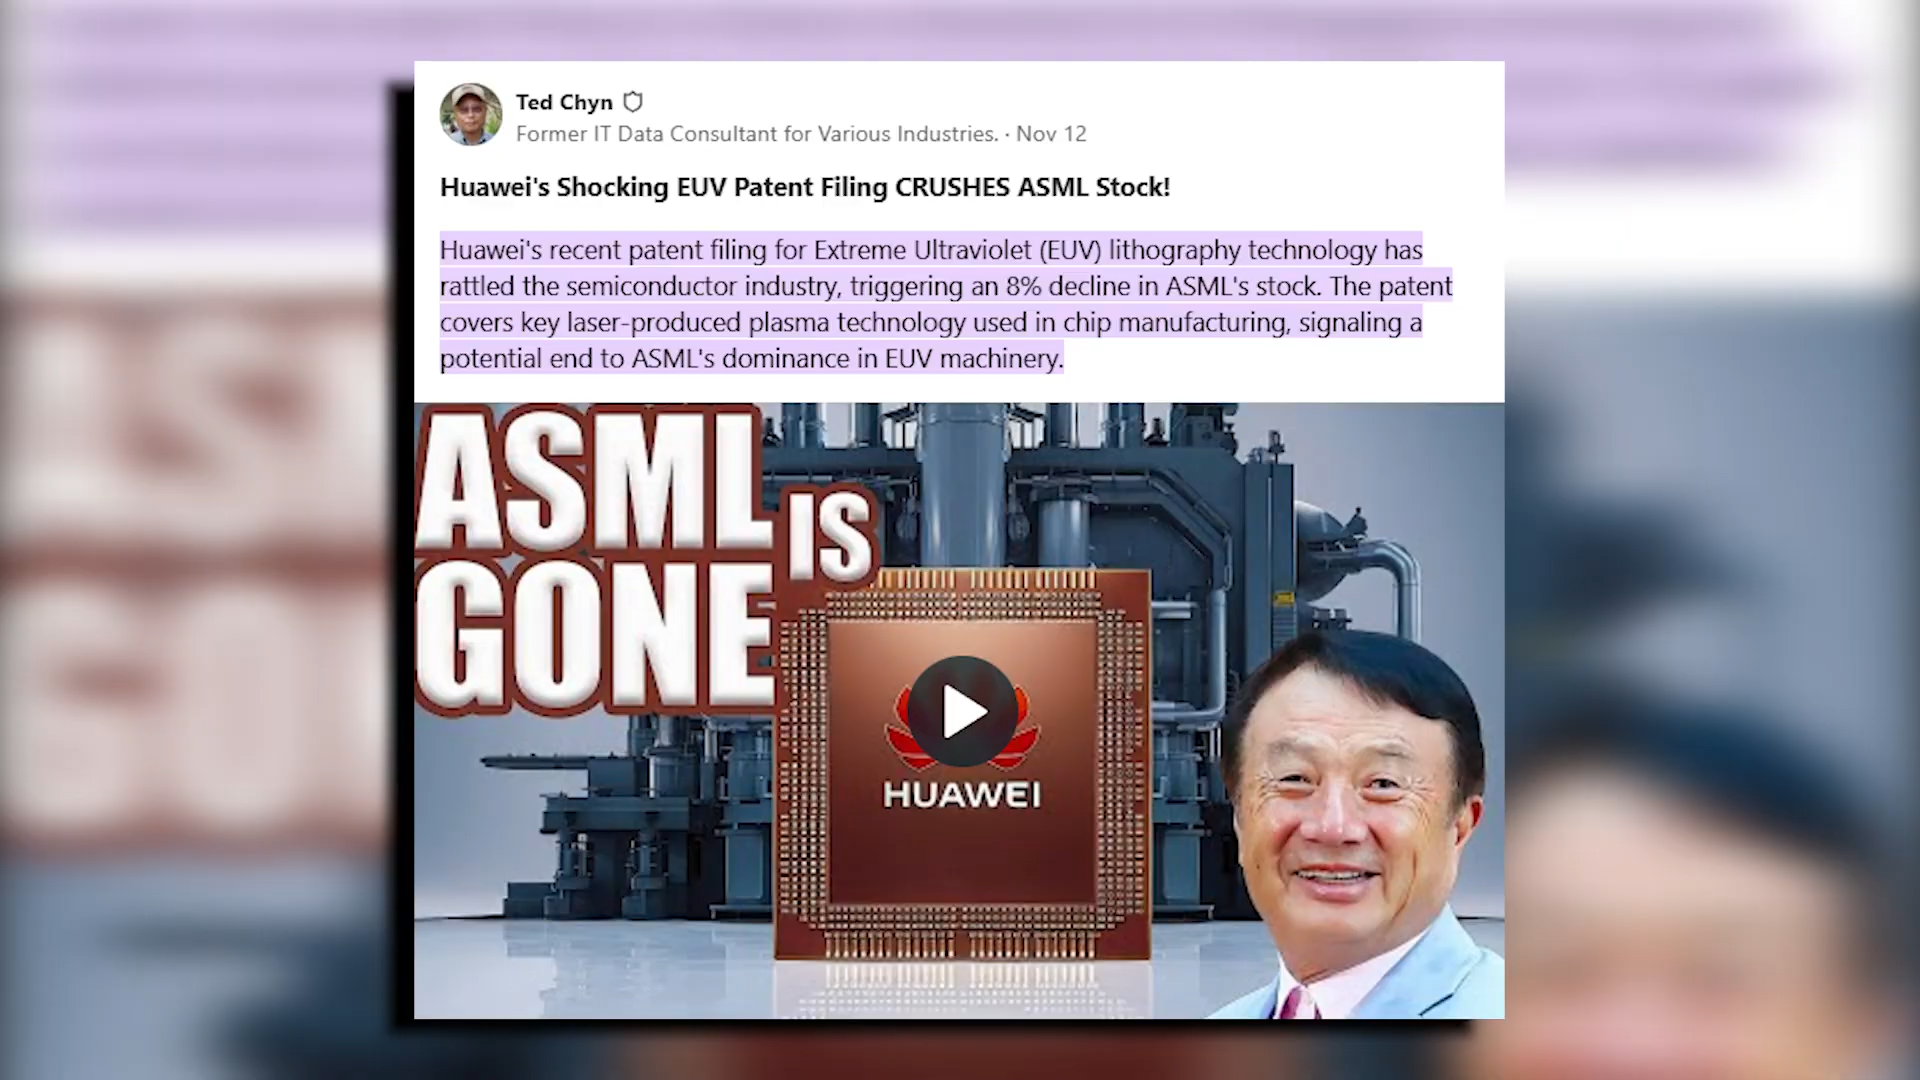 Ted Chyn
Former IT Data Consultant for Various Industries. · Nov 12
Huawei's Shocking EUV Patent Filing CRUSHES ASML Stock!
Huawei's recent patent filing for Extreme Ultraviolet (EUV) lithography technology has
rattled the semiconductor industry, triggering an 8% decline in ASML's stock. The patent
covers key laser-produced plasma technology used in chip manufacturing, signaling a
potential end to ASML's dominance in EUV machinery.
ASML IS
GONE
HUAWEI